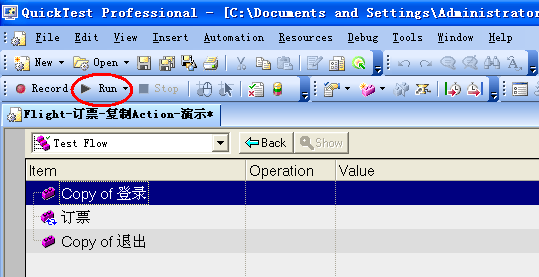 QuickTest Professional - [C:\Documents and Settings\Administrator
File Edit View Insert Automation Resources Debug Tools Window Help
New Open
Record Run Stop
Flight-订票-复制Action-演示*
Test Flow Back Show
Item Operation Value
Copy of 登录
订票
Copy of 退出